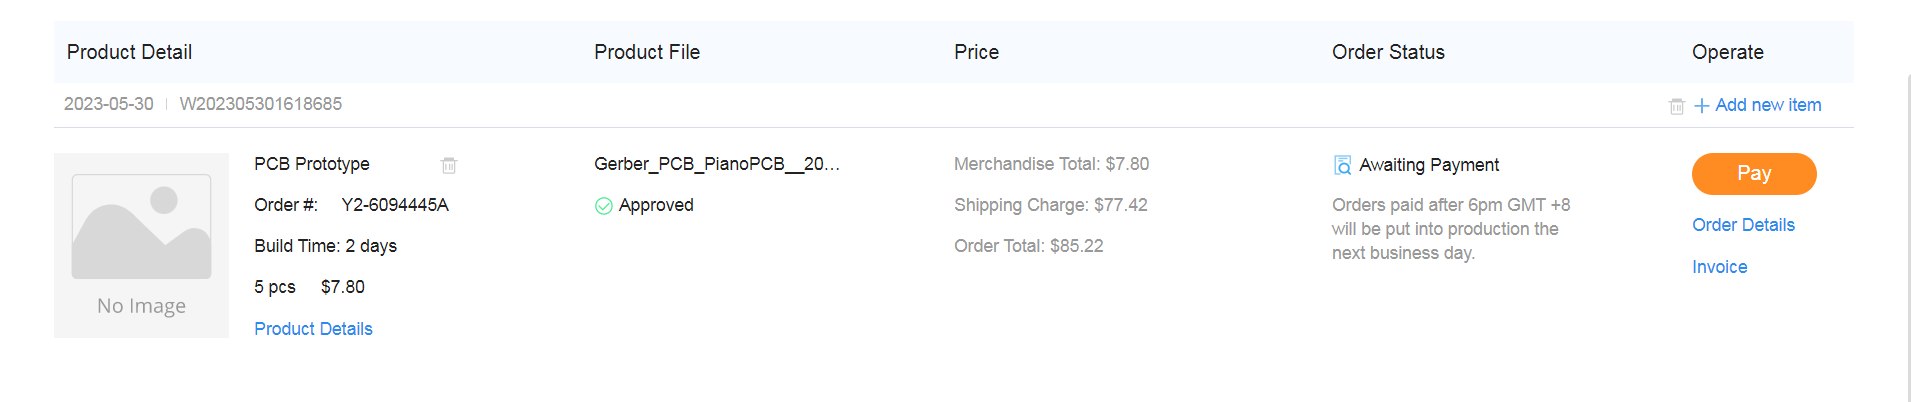 Product Detail Product File Price Order Status Operate
2023-05-30 W202305301618685 + Add new item
PCB Prototype Gerber_PCB_PianoPCB__20... Merchandise Total: $7.80 Awaiting Payment Pay
Order #: Y2-6094445A Approved Shipping Charge: $77.42 Orders paid after 6pm GMT +8
will be put into production the Order Details
Build Time: 2 days Order Total: $85.22 next business day.
Invoice
5 pcs $7.80
No Image
Product Details